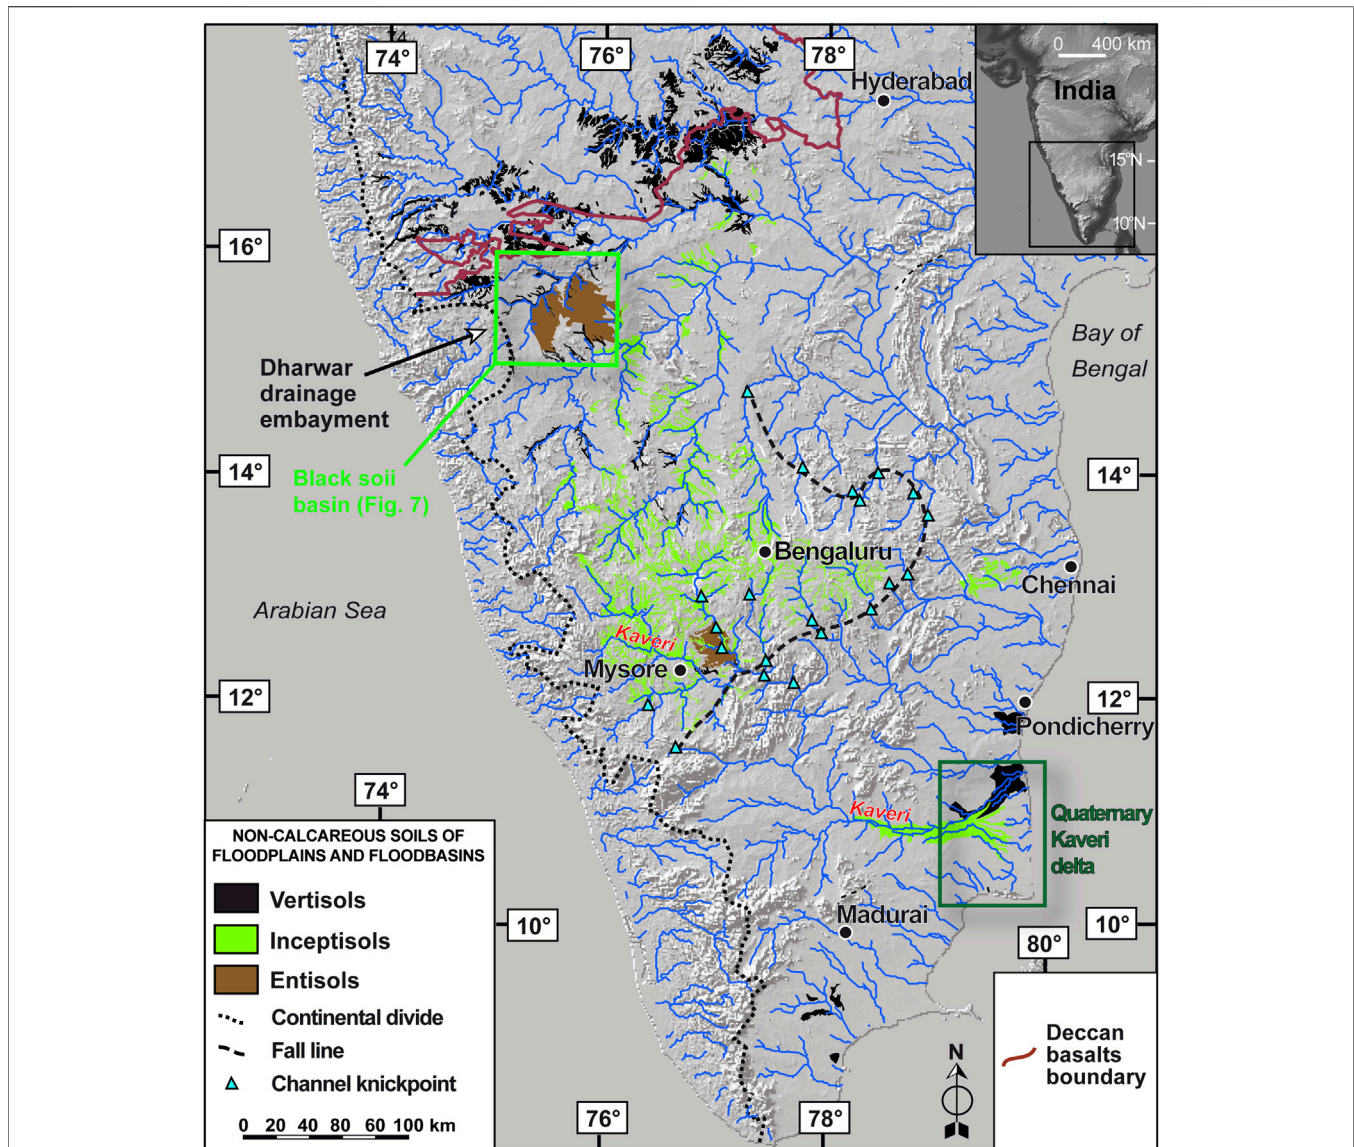 74°
76°
78°
Hyderabad
0 400 km
India
15°N
10°N
16°
Bay of
Bengal
Dharwar
drainage
embayment
Black soil
basin (Fig. 7)
14°
14°
Bengaluru
Chennai
Arabian Sea
Kaveri
Mysore
12°
12°
Pondicherry
74°
Kaveri
Quaternary
Kaveri
delta
NON-CALCAREOUS SOILS OF
FLOODPLAINS AND FLOODBASINS
Vertisols
Inceptisols
Entisols
Continental divide
Fall line
Channel knickpoint
0 20 40 60 80 100 km
Madurai
10°
10°
80°
N
Deccan
basalts
boundary
76°
78°